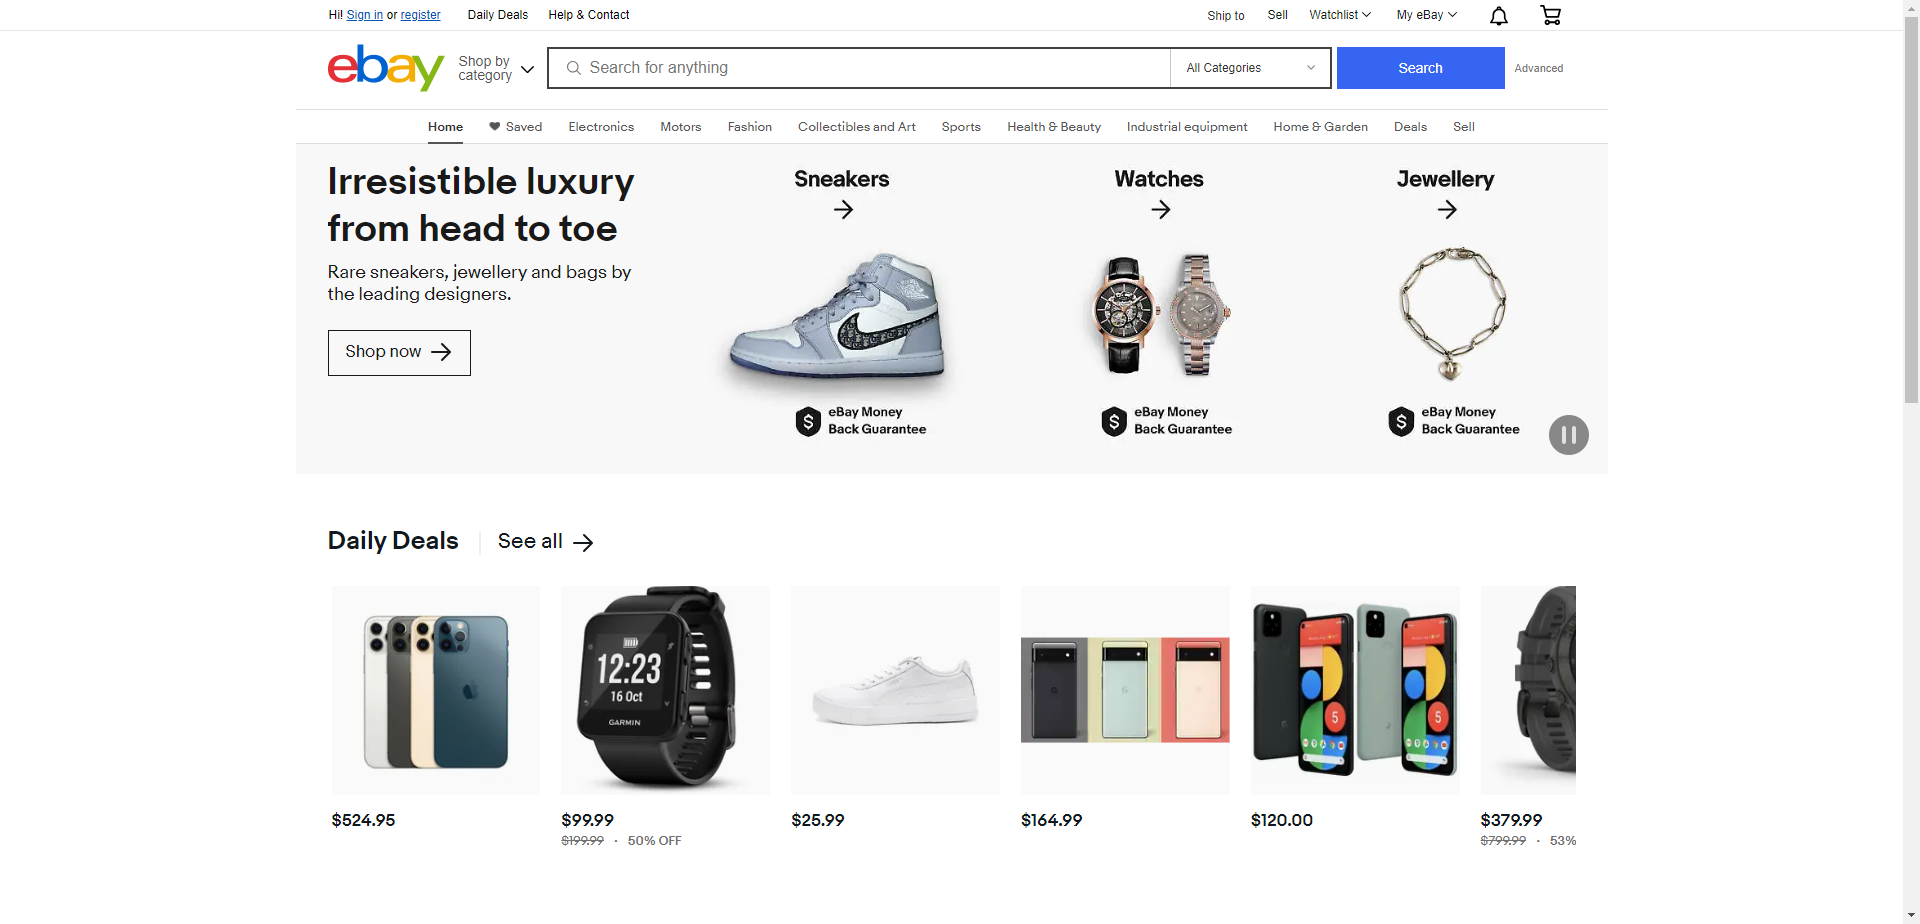 Hi! Sign in or register
Daily Deals
Help & Contact
Ship to
Sell
Watchlist
My eBay
ebay
Shop by
category
Search for anything
All Categories
Search
Advanced
Home
Saved
Electronics
Motors
Fashion
Collectibles and Art
Sports
Health & Beauty
Industrial equipment
Home & Garden
Deals
Sell
Irresistible luxury
from head to toe
Rare sneakers, jewellery and bags by
the leading designers.
Shop now
Sneakers
eBay Money
Back Guarantee
Watches
eBay Money
Back Guarantee
Jewellery
eBay Money
Back Guarantee
Daily Deals
See all
12:23
16 Oct
GARMIN
5
5
$524.95
$99.99
$199.99 · 50% OFF
$25.99
$164.99
$120.00
$379.99
$799.99 · 53%